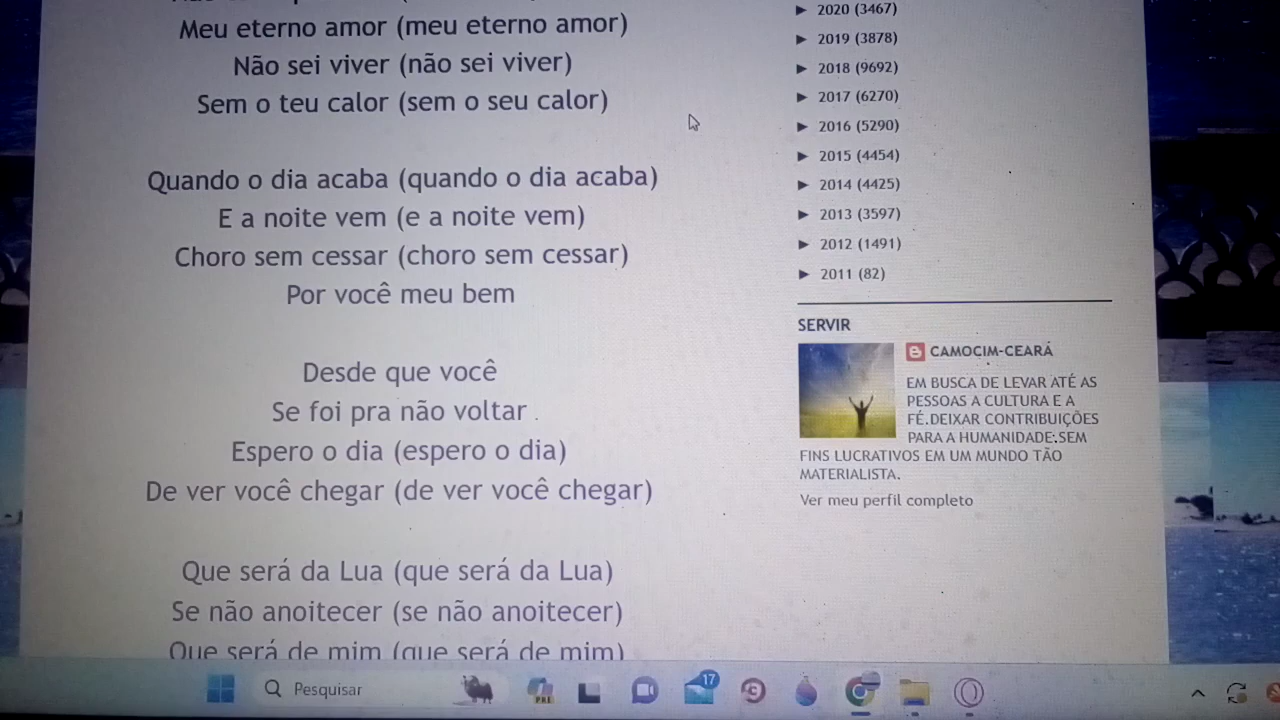 Meu eterno amor (meu eterno amor)
Não sei viver (não sei viver)
Sem o teu calor (sem o seu calor)
Quando o dia acaba (quando o dia acaba)
E a noite vem (e a noite vem)
Choro sem cessar (choro sem cessar)
Por você meu bem
Desde que você
Se foi pra não voltar
Espero o dia (espero o dia)
De ver você chegar (de ver você chegar)
Que será da Lua (que será da Lua)
Se não anoitecer (se não anoitecer)
Que será de mim (que será de mim)
► 2020 (3467)
► 2019 (3878)
► 2018 (9692)
► 2017 (6270)
► 2016 (5290)
► 2015 (4454)
► 2014 (4425)
► 2013 (3597)
► 2012 (1491)
► 2011 (82)
SERVIR
CAMOCIM-CEARÁ
EM BUSCA DE LEVAR ATÉ AS
PESSOAS A CULTURA E A
FÉ.DEIXAR CONTRIBUIÇÕES
PARA A HUMANIDADE.SEM
FINS LUCRATIVOS EM UM MUNDO TÃO
MATERIALISTA.
Ver meu perfil completo
Pesquisar
PRE
17